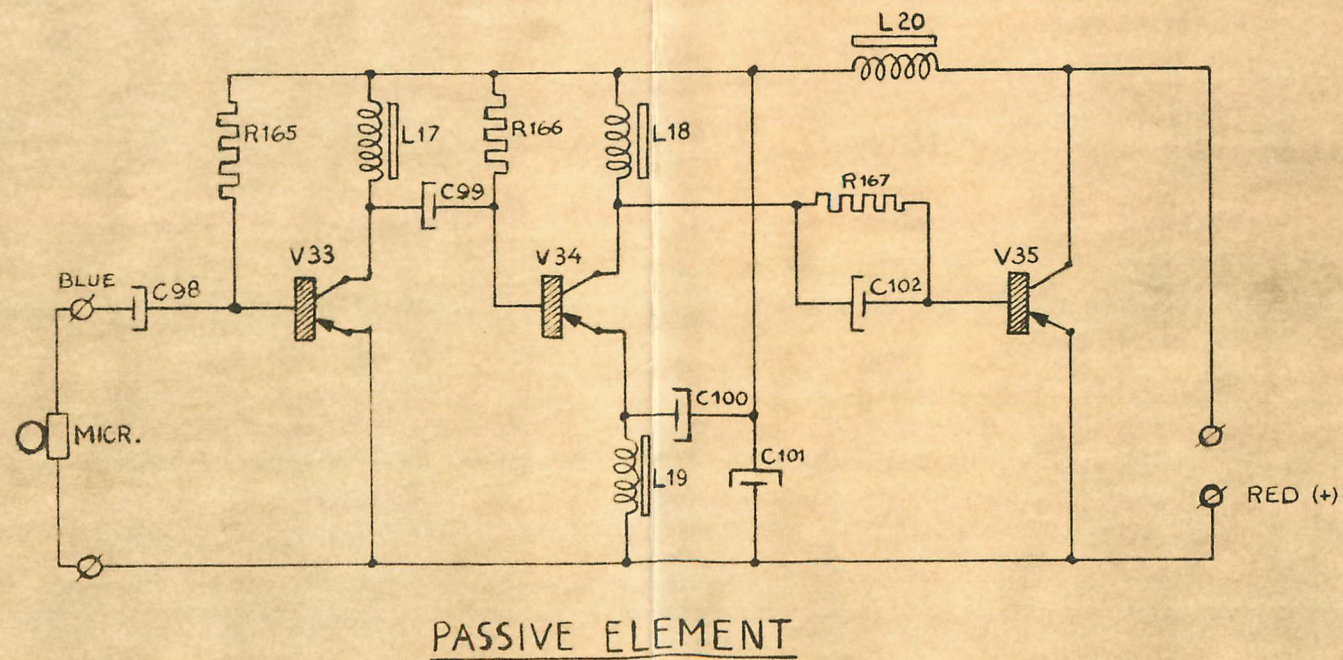 L20
R165
L17
R166
L18
C99
R167
V33
V34
V35
BLUE
C98
C102
C100
MICR.
L19
C101
RED (+)
PASSIVE ELEMENT